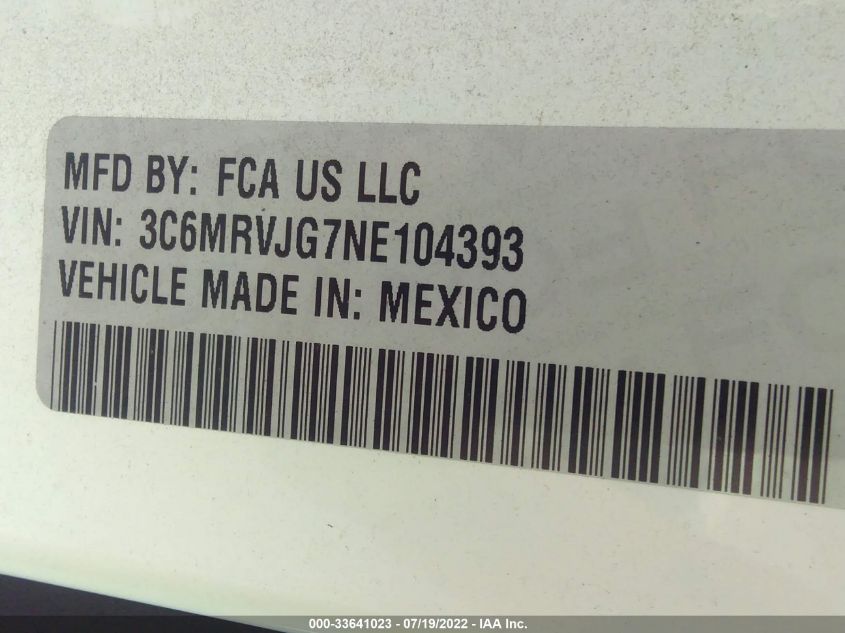 MFD BY: FCA US LLC
VIN: 3C6MRVJG7NE104393
VEHICLE MADE IN: MEXICO
000-33641023 - 07/19/2022 - IAA Inc.